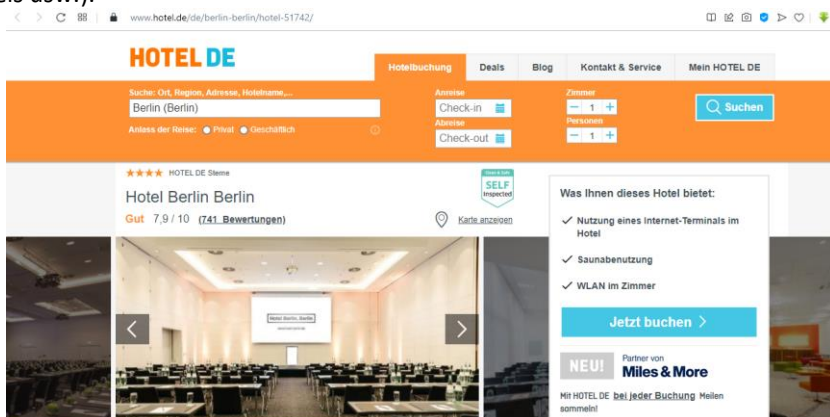 www.hotel.de/de/berlin-berlin/hotel-51742/
HOTEL DE
Hotelbuchung Deals Blog Kontakt & Service Mein HOTEL DE
Suche: Ort, Region, Adresse, Hotelname,...
Berlin (Berlin)
Anlass der Reise: Privat Geschäftlich
Anreise
Check-in
Abreise
Check-out
Zimmer
− 1 +
Personen
− 1 +
Suchen
HOTEL DE Sterne
Hotel Berlin Berlin
Gut 7,9 / 10 (741 Bewertungen)
SELF
Inspected
Karte anzeigen
Hotel Berlin, Berlin
Was Ihnen dieses Hotel bietet:
Nutzung eines Internet-Terminals im
Hotel
Saunabenutzung
WLAN im Zimmer
Jetzt buchen >
NEU!
Partner von
Miles & More
Mit HOTEL DE bei jeder Buchung Meilen
sammeln!